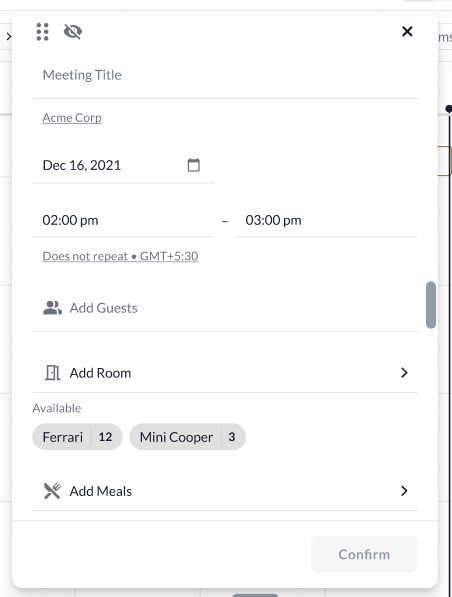 Meeting Title
Acme Corp
Dec 16, 2021
02:00 pm – 03:00 pm
Does not repeat • GMT+5:30
Add Guests
Add Room
Available
Ferrari 12 Mini Cooper 3
Add Meals
Confirm